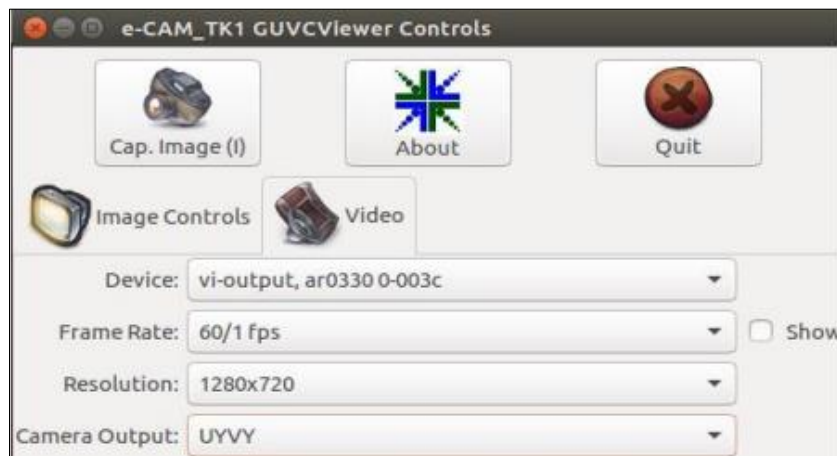 e-CAM_TK1 GUVCViewer Controls
Cap. Image (I) About Quit
Image Controls Video
Device: vi-output, ar0330 0-003c
Frame Rate: 60/1 fps Show
Resolution: 1280x720
Camera Output: UYVY